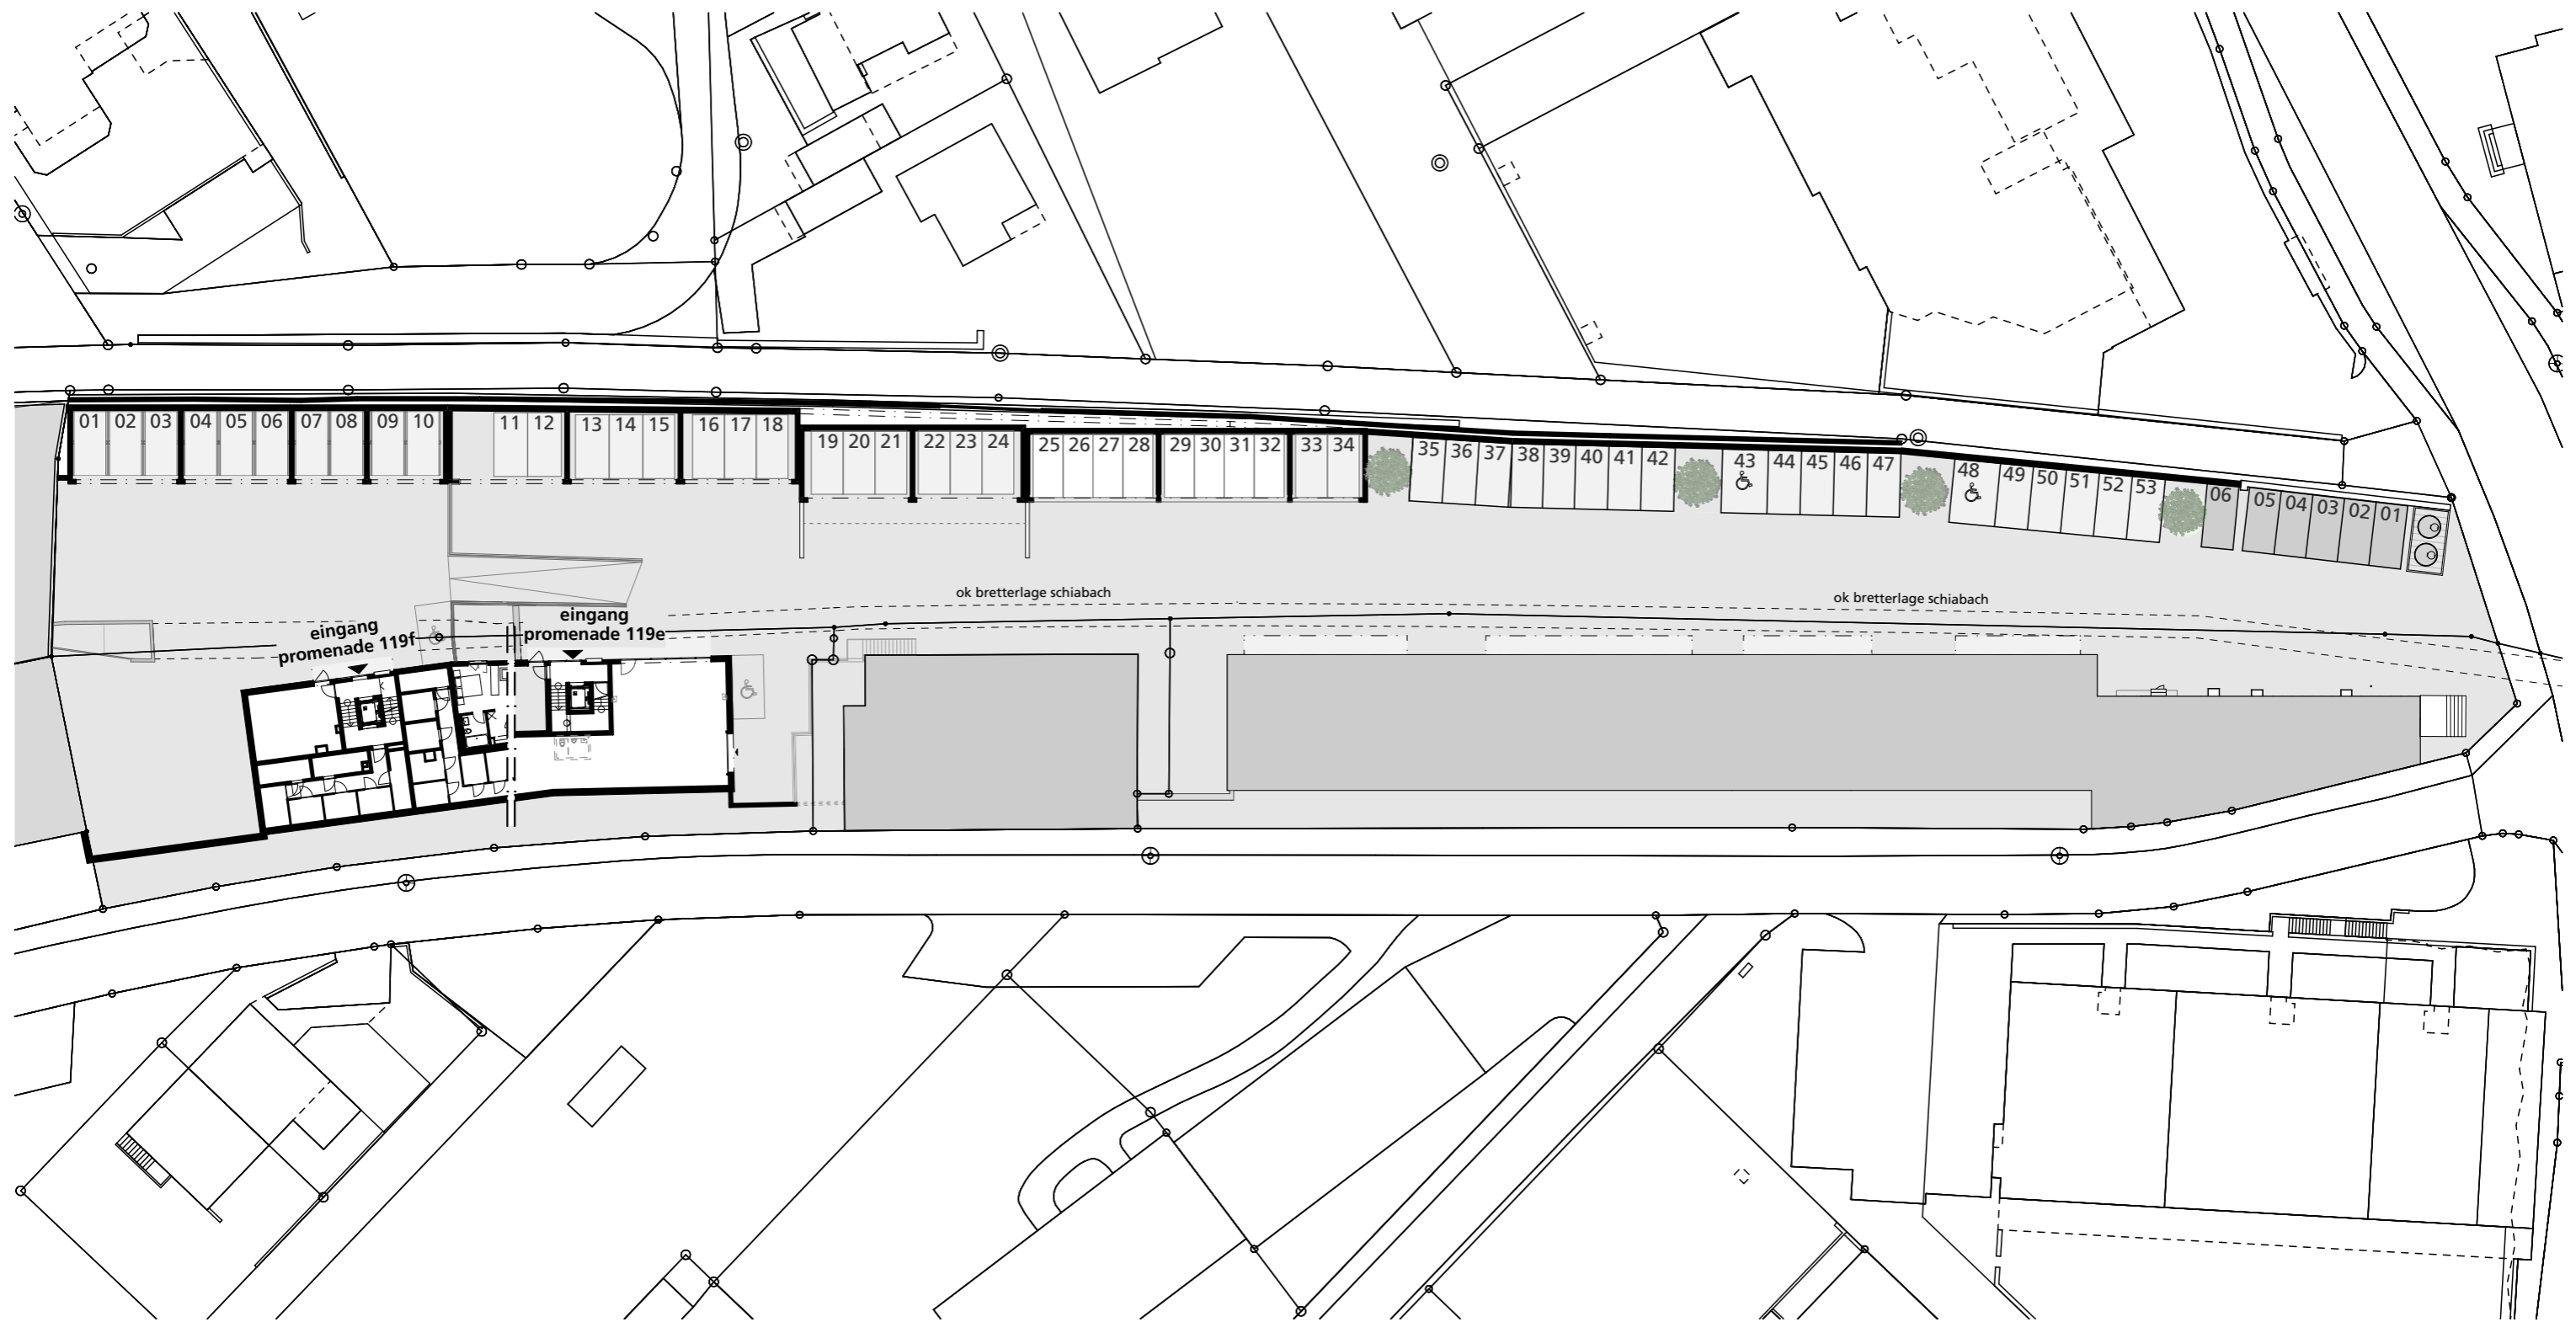 01 02 03 04 05 06 07 08 09 10 11 12 13 14 15 16 17 18
19 20 21 22 23 24 25 26 27 28 29 30 31 32 33 34
35 36 37 38 39 40 41 42 43 44 45 46 47
48 49 50 51 52 53 06 05 04 03 02 01
ok bretterlage schiabach
ok bretterlage schiabach
eingang
promenade 119f
eingang
promenade 119e